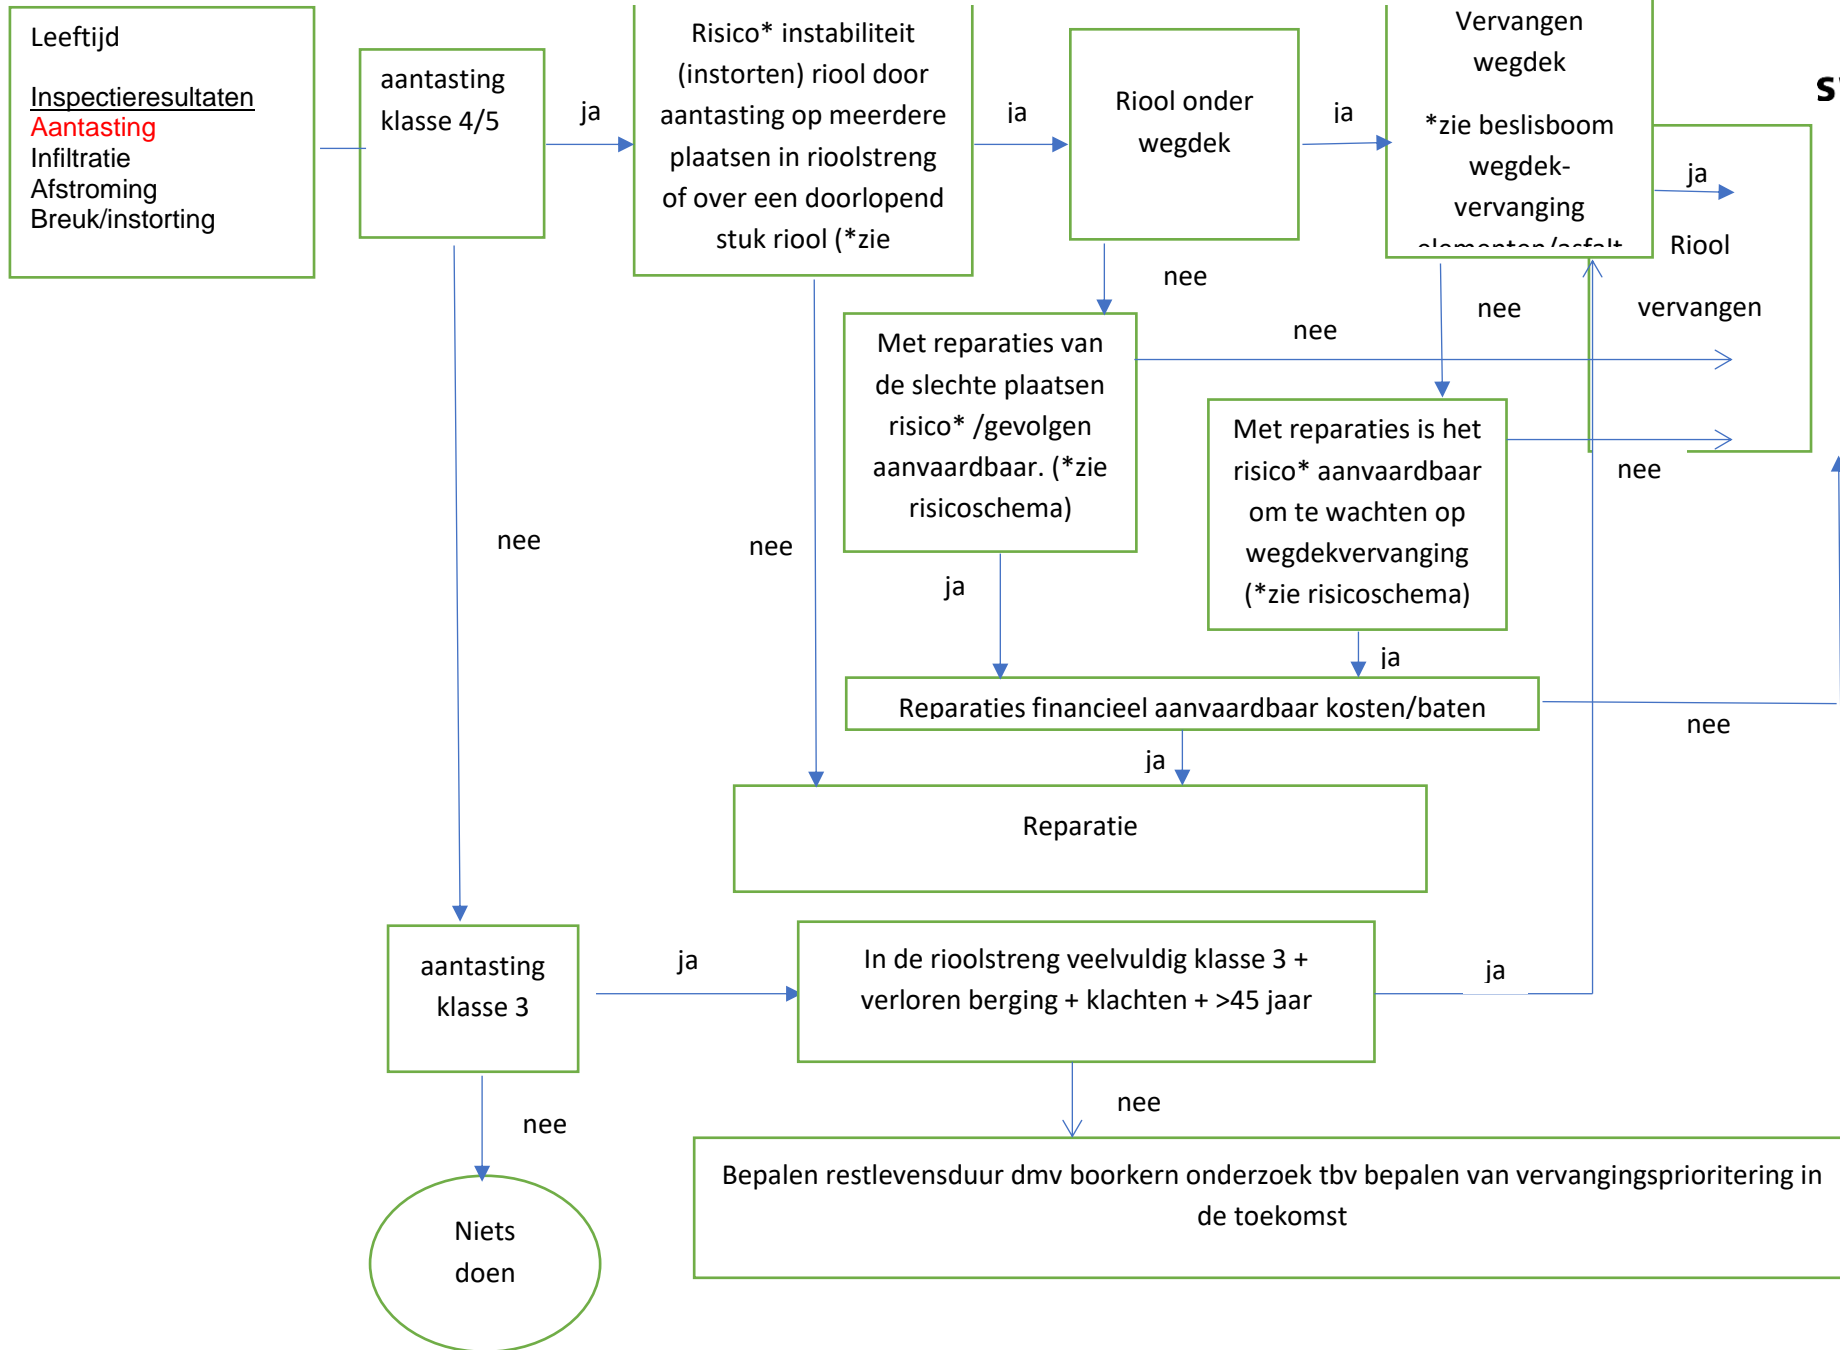 Leeftijd
Inspectieresultaten
Aantasting
Infiltratie
Afstroming
Breuk/instorting
aantasting
klasse 4/5
ja
Risico* instabiliteit
(instorten) riool door
aantasting op meerdere
plaatsen in rioolstreng
of over een doorlopend
stuk riool (*zie
ja
Riool onder
wegdek
ja
Vervangen
wegdek
*zie beslisboom
wegdek-
vervanging
elementen/asfalt
ja
Riool
vervangen
nee
nee
nee
Met reparaties van
de slechte plaatsen
risico* /gevolgen
aanvaardbaar. (*zie
risicoschema)
Met reparaties is het
risico* aanvaardbaar
om te wachten op
wegdekvervanging
(*zie risicoschema)
nee
nee
nee
ja
ja
Reparaties financieel aanvaardbaar kosten/baten
nee
ja
Reparatie
aantasting
klasse 3
ja
In de rioolstreng veelvuldig klasse 3 +
verloren berging + klachten + >45 jaar
ja
nee
nee
Bepalen restlevensduur dmv boorkern onderzoek tbv bepalen van vervangingsprioritering in
de toekomst
Niets
doen